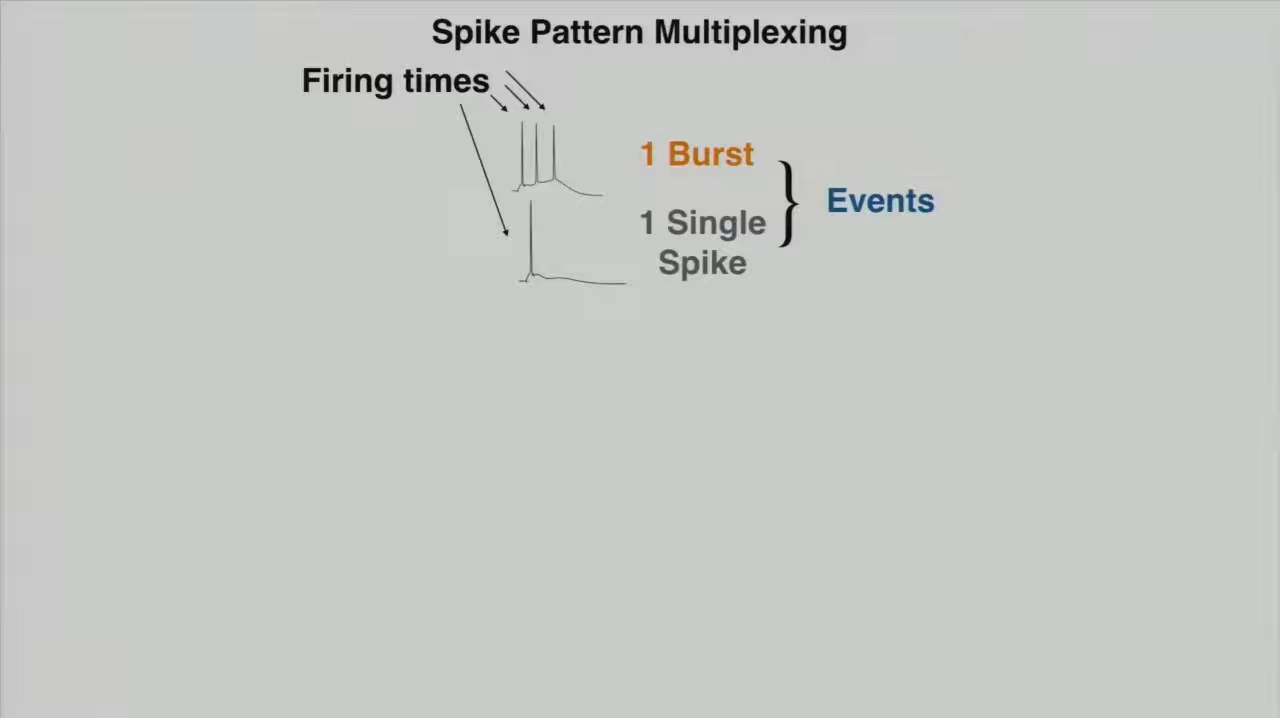 Spike Pattern Multiplexing
Firing times
1 Burst
Events
1 Single
Spike